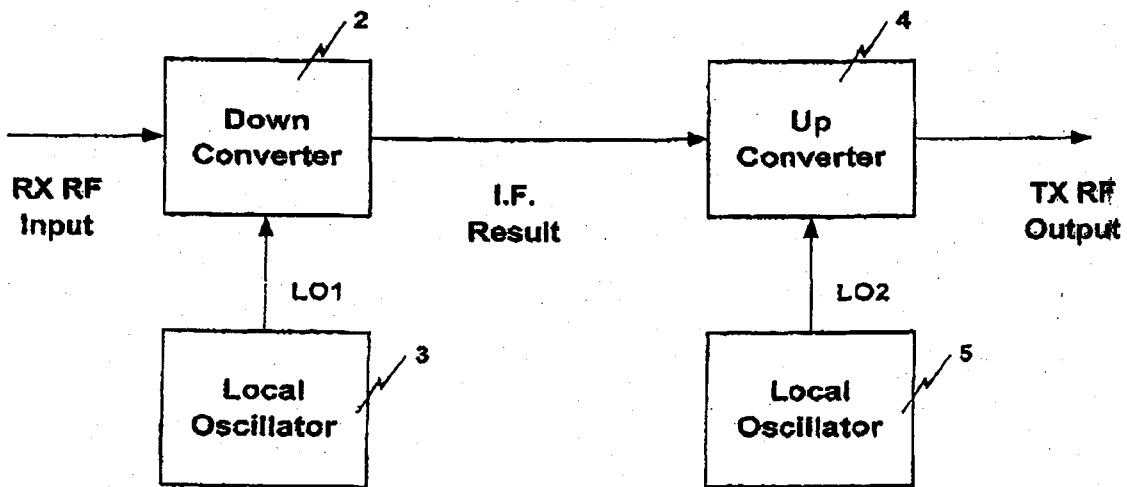 2
4
Down
Converter
Up
Converter
RX RF
Input
I.F.
Result
TX RF
Output
LO1
LO2
3
5
Local
Oscillator
Local
Oscillator